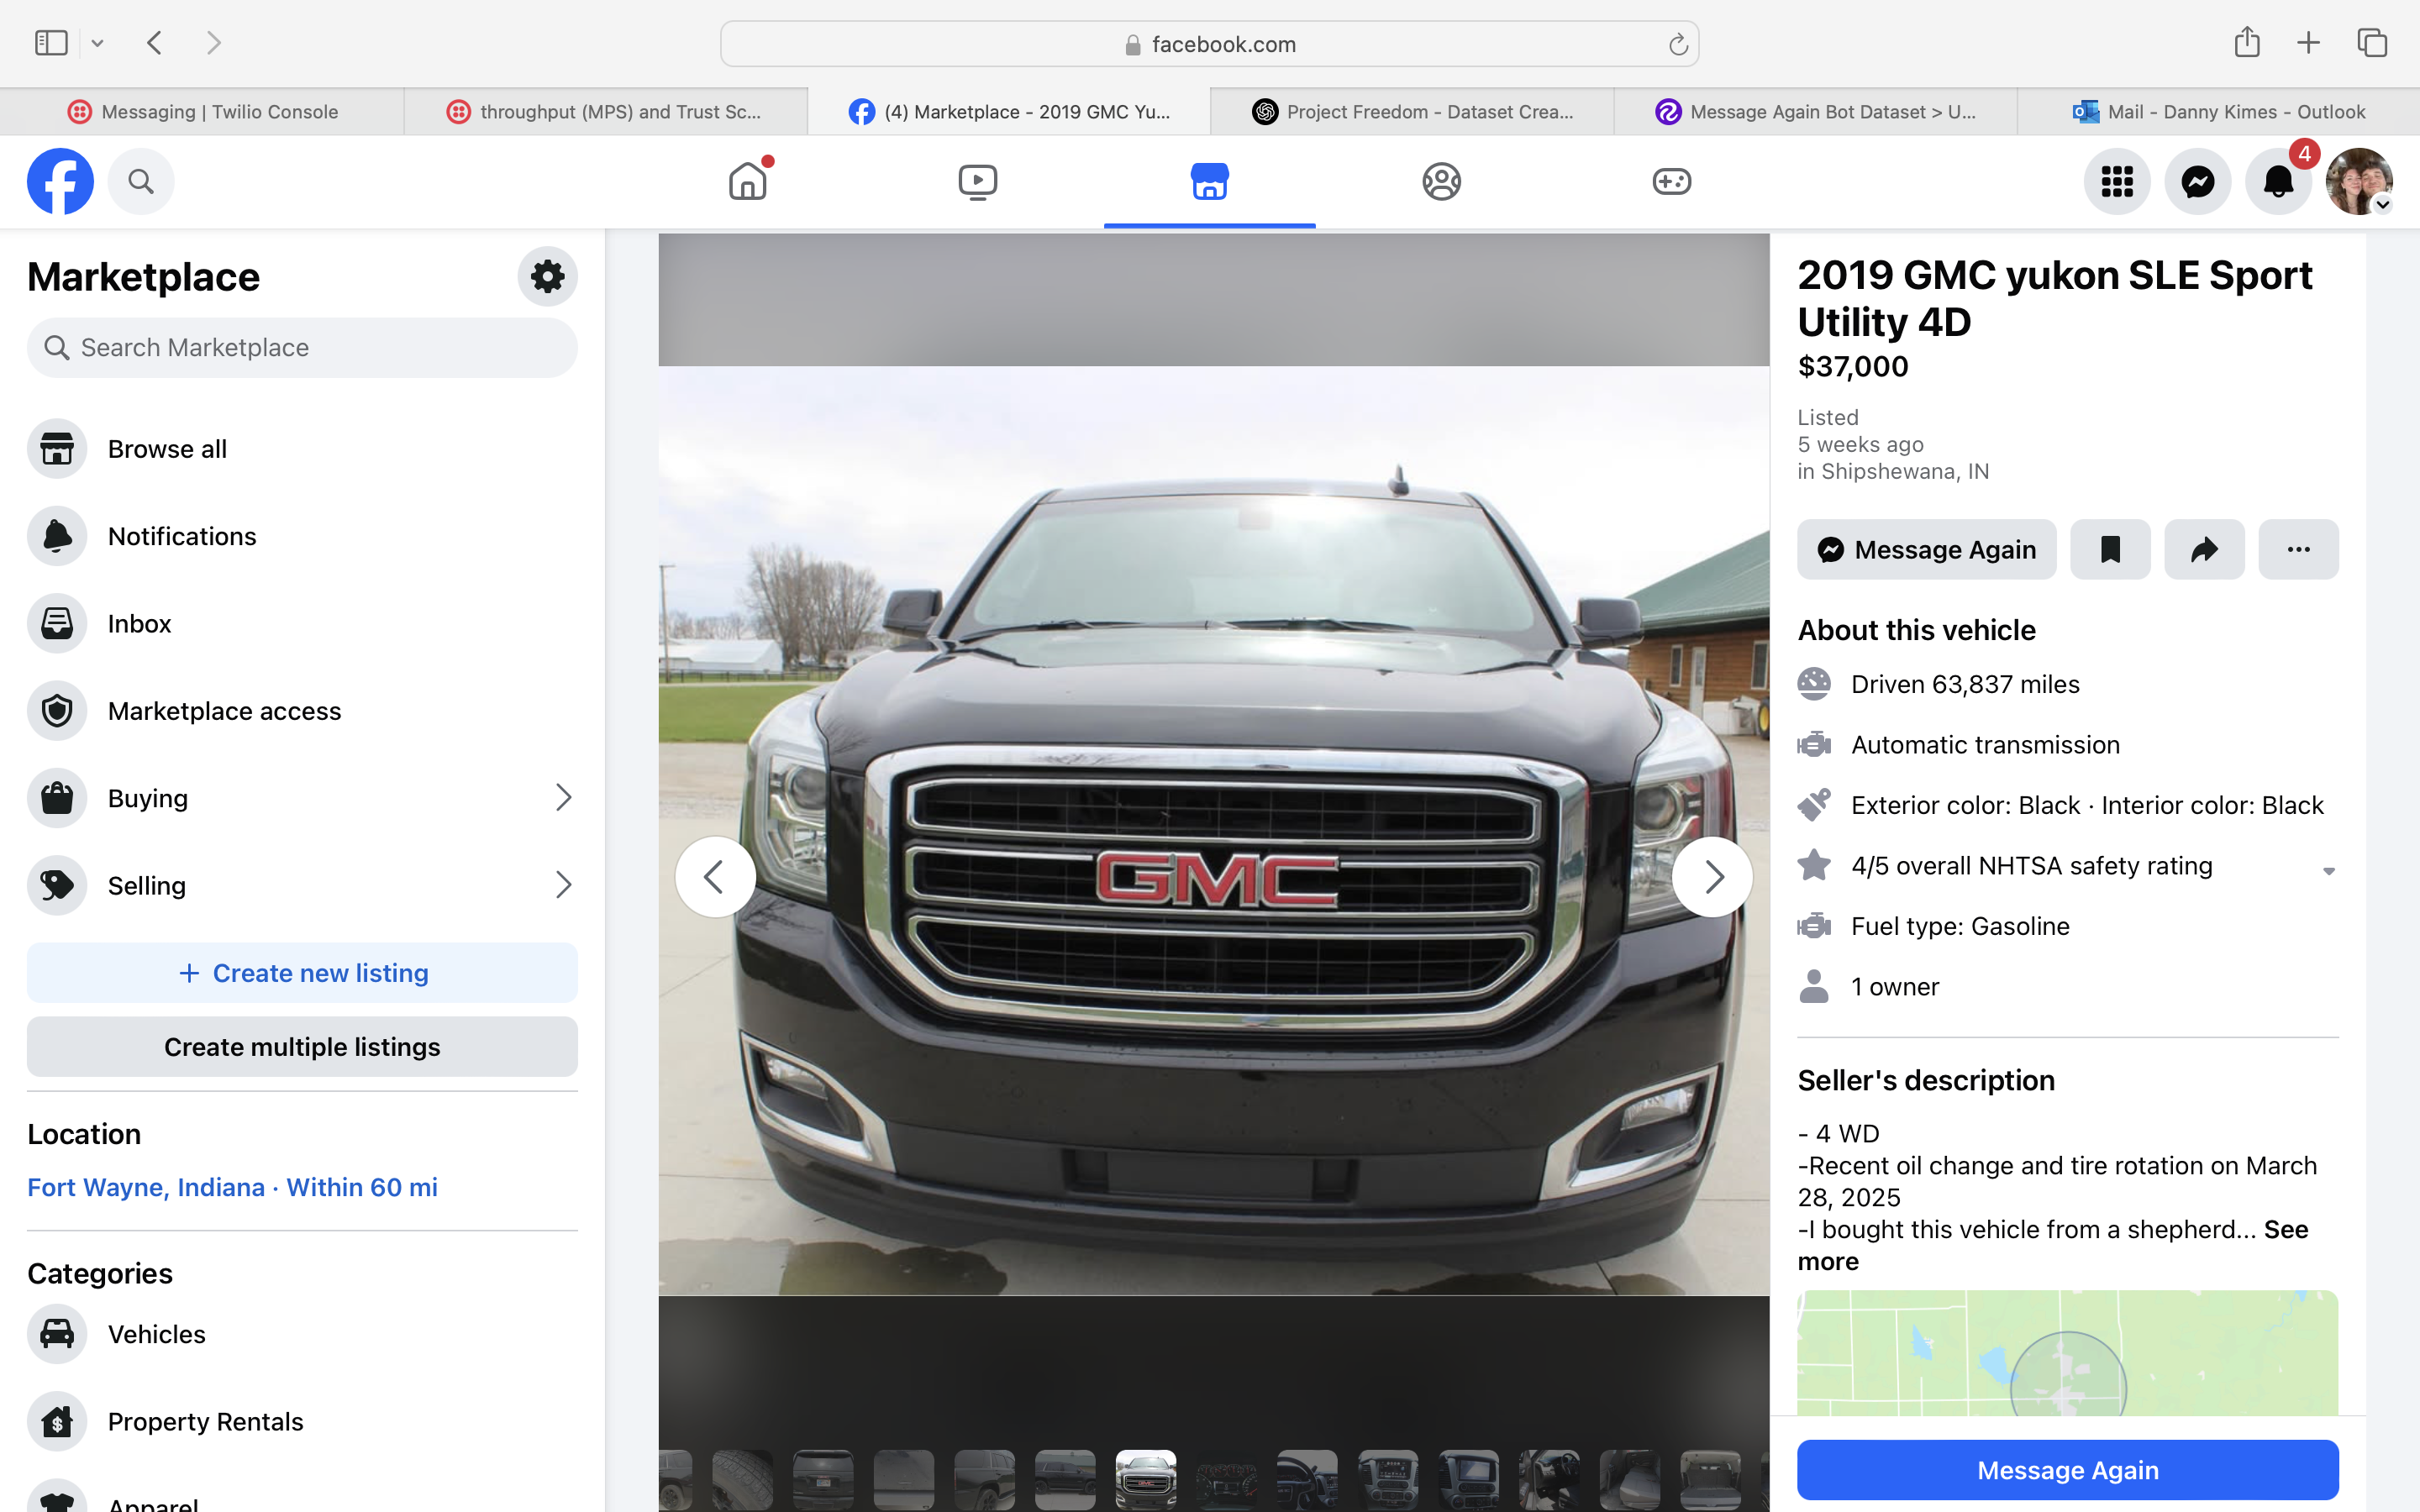 facebook.com
Messaging | Twilio Console
throughput (MPS) and Trust Sc...
(4) Marketplace - 2019 GMC Yu...
Project Freedom - Dataset Crea...
Message Again Bot Dataset > U...
Mail - Danny Kimes - Outlook
4
Marketplace
Search Marketplace
Browse all
Notifications
Inbox
Marketplace access
Buying
Selling
+ Create new listing
Create multiple listings
Location
Fort Wayne, Indiana · Within 60 mi
Categories
Vehicles
Property Rentals
Apparel
GMC
2019 GMC yukon SLE Sport
Utility 4D
$37,000
Listed
5 weeks ago
in Shipshewana, IN
Message Again
About this vehicle
Driven 63,837 miles
Automatic transmission
Exterior color: Black · Interior color: Black
4/5 overall NHTSA safety rating
Fuel type: Gasoline
1 owner
Seller's description
- 4 WD
-Recent oil change and tire rotation on March
28, 2025
-I bought this vehicle from a shepherd... See
more
Message Again